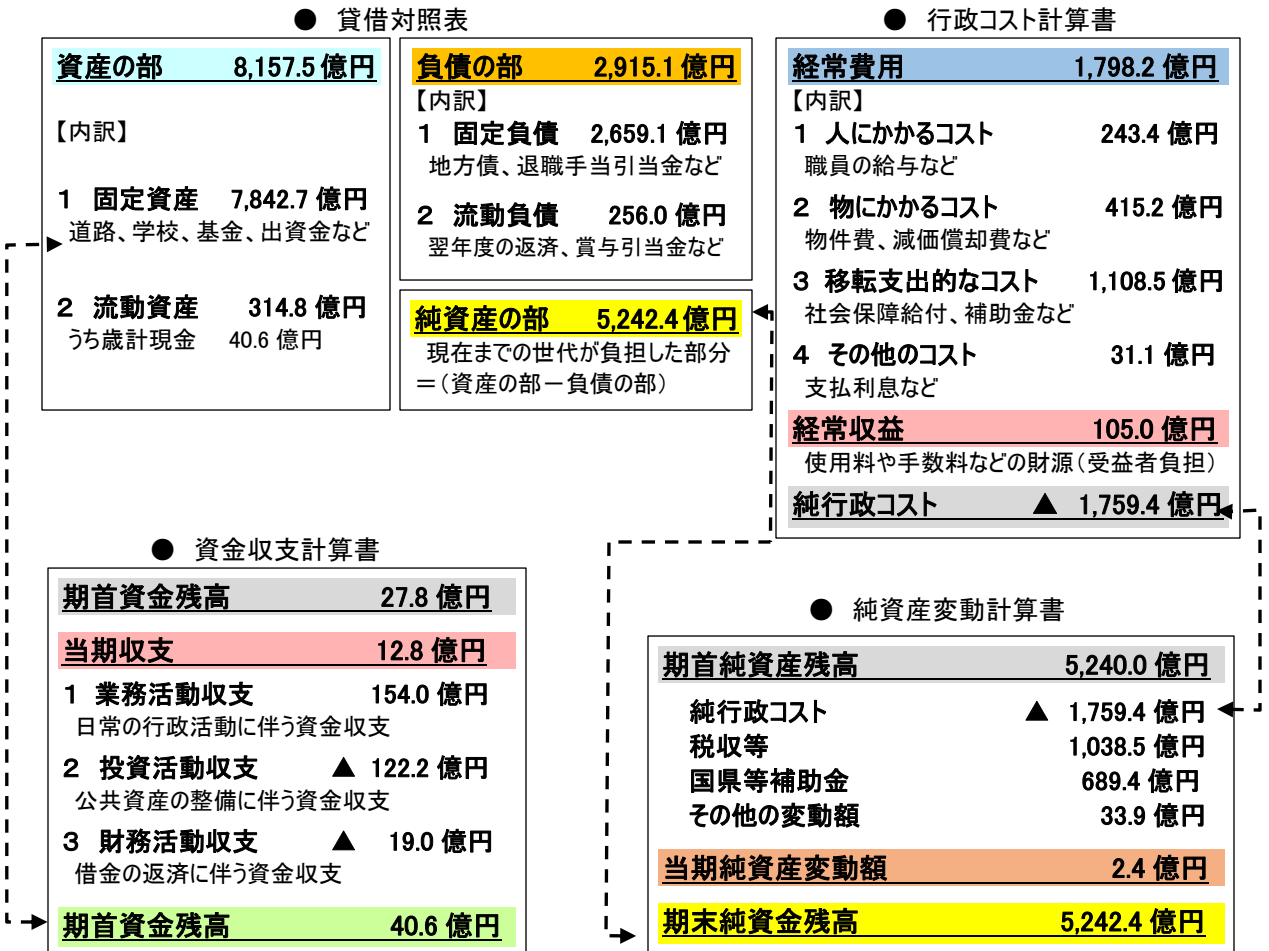 ● 貸借対照表
資産の部 8,157.5 億円
【内訳】
1 固定資産 7,842.7 億円
道路、学校、基金、出資金など
2 流動資産 314.8 億円
うち歳計現金 40.6 億円
負債の部 2,915.1 億円
【内訳】
1 固定負債 2,659.1 億円
地方債、退職手当引当金など
2 流動負債 256.0 億円
翌年度の返済、賞与引当金など
純資産の部 5,242.4 億円
現在までの世代が負担した部分
＝（資産の部－負債の部）
● 行政コスト計算書
経常費用 1,798.2 億円
【内訳】
1 人にかかるコスト 243.4 億円
職員の給与など
2 物にかかるコスト 415.2 億円
物件費、減価償却費など
3 移転支出的なコスト 1,108.5 億円
社会保障給付、補助金など
4 その他のコスト 31.1 億円
支払利息など
経常収益 105.0 億円
使用料や手数料などの財源（受益者負担）
純行政コスト ▲ 1,759.4 億円
● 資金収支計算書
期首資金残高 27.8 億円
当期収支 12.8 億円
1 業務活動収支 154.0 億円
日常の行政活動に伴う資金収支
2 投資活動収支 ▲ 122.2 億円
公共資産の整備に伴う資金収支
3 財務活動収支 ▲ 19.0 億円
借金の返済に伴う資金収支
期首資金残高 40.6 億円
● 純資産変動計算書
期首純資産残高 5,240.0 億円
純行政コスト ▲ 1,759.4 億円
税収等 1,038.5 億円
国県等補助金 689.4 億円
その他の変動額 33.9 億円
当期純資産変動額 2.4 億円
期末純資金残高 5,242.4 億円